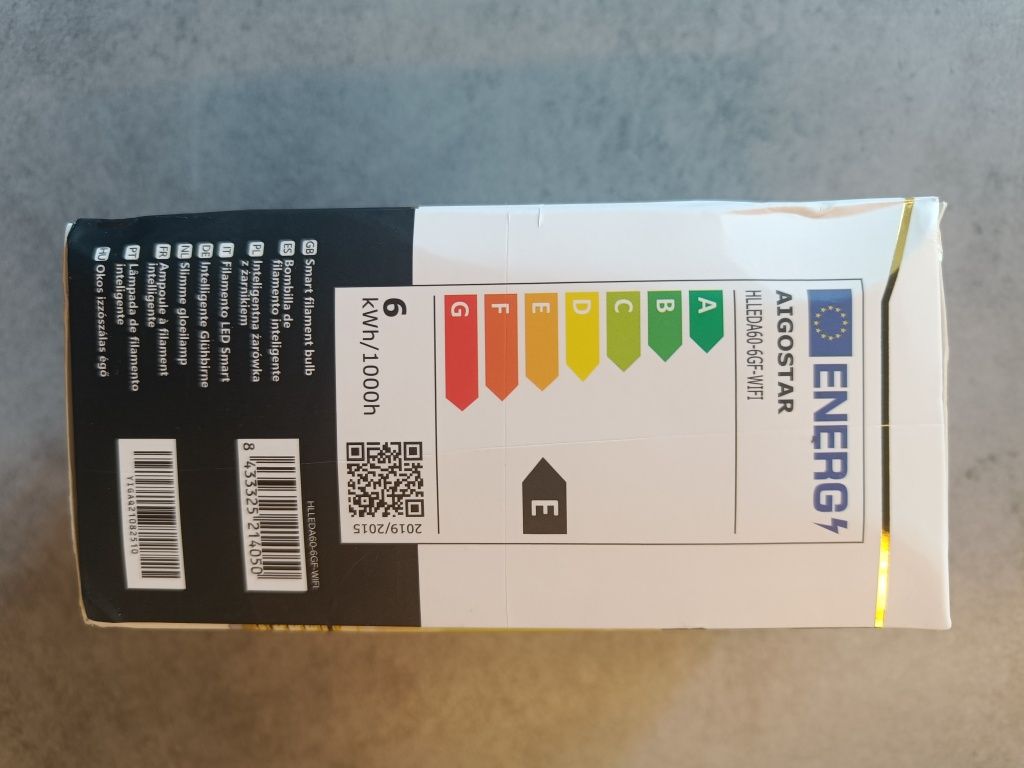 ENERG
AIGOSTAR
HLLEDA60-6GF-WIFI
A
B
C
D
E
F
G
E
6
kWh/1000h
2019/2015
GB Smart filament bulb
ES Bombilla de
filamento inteligente
PL Inteligentna żarówka
z żarnikiem
IT Filamento LED Smart
DE Intelligente Glühbirne
NL Slimme gloeilamp
FR Ampoule à filament
inteligente
PT Lâmpada de filamento
inteligente
HU Okos izzószálas égő
HLLEDA60-6GF-WIFI
8 433325 214050
Y1GAQ21082510